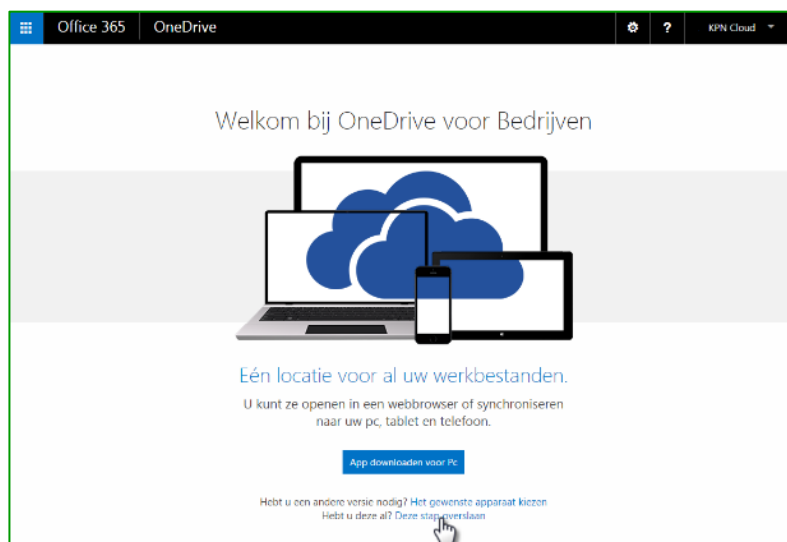 Office 365 OneDrive ? KPN Cloud
Welkom bij OneDrive voor Bedrijven
Eén locatie voor al uw werkbestanden.
U kunt ze openen in een webbrowser of synchroniseren
naar uw pc, tablet en telefoon.
App downloaden voor Pc
Hebt u een andere versie nodig? Het gewenste apparaat kiezen
Hebt u deze al? Deze stap overslaan